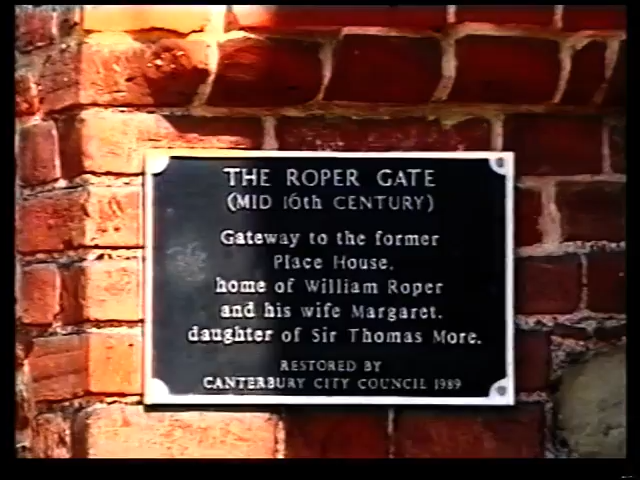 THE ROPER GATE
(MID 16th CENTURY)
Gateway to the former
Place House,
home of William Roper
and his wife Margaret,
daughter of Sir Thomas More.
RESTORED BY
CANTERBURY CITY COUNCIL 1989